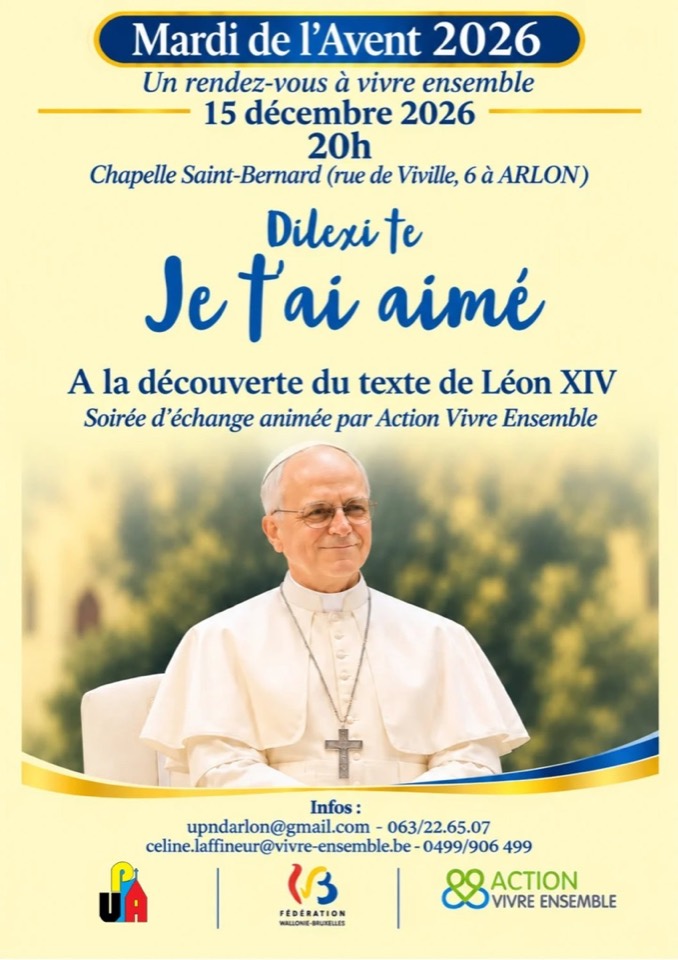 Mardi de l'Avent 2026
Un rendez-vous à vivre ensemble
15 décembre 2026
20h
Chapelle Saint-Bernard (rue de Viville, 6 à ARLON)
Dilexi te
Je t'ai aimé
A la découverte du texte de Léon XIV
Soirée d'échange animée par Action Vivre Ensemble
Infos :
upndarlon@gmail.com - 063/22.65.07
celine.laffineur@vivre-ensemble.be - 0499/906 499
UPA
FÉDÉRATION
WALLONIE-BRUXELLES
ACTION
VIVRE ENSEMBLE